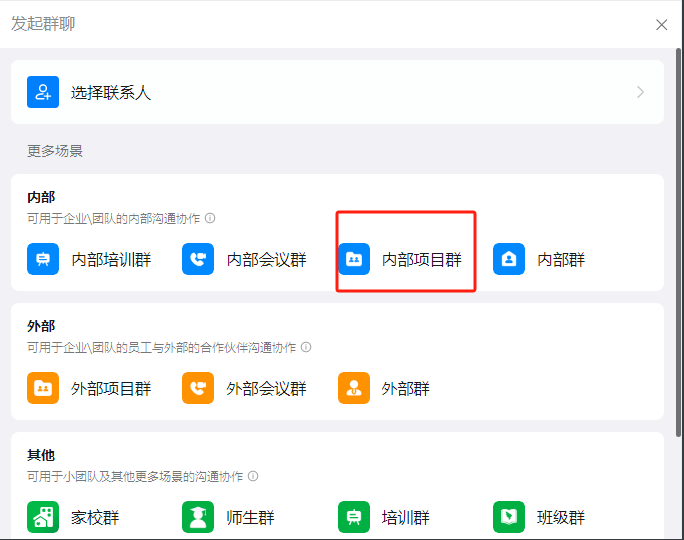 发起群聊
选择联系人
更多场景
内部
可用于企业\团队的内部沟通协作
内部培训群 内部会议群 内部项目群 内部群
外部
可用于企业\团队的员工与外部的合作伙伴沟通协作
外部项目群 外部会议群 外部群
其他
可用于小团队及其他更多场景的沟通协作
家校群 师生群 培训群 班级群